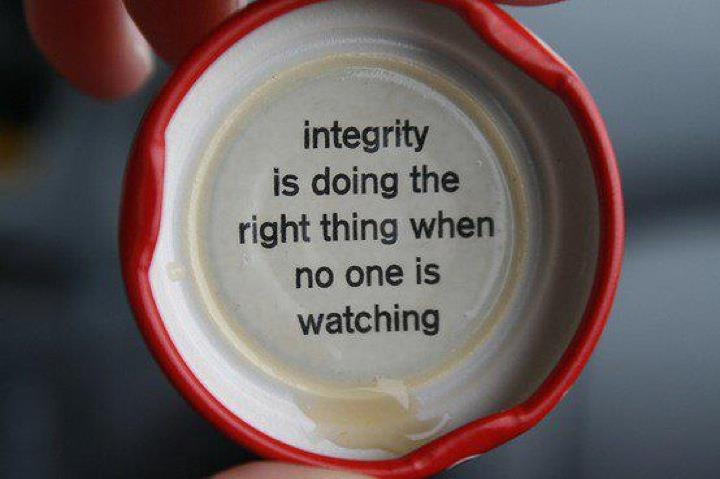 integrity
is doing the
right thing when
no one is
watching